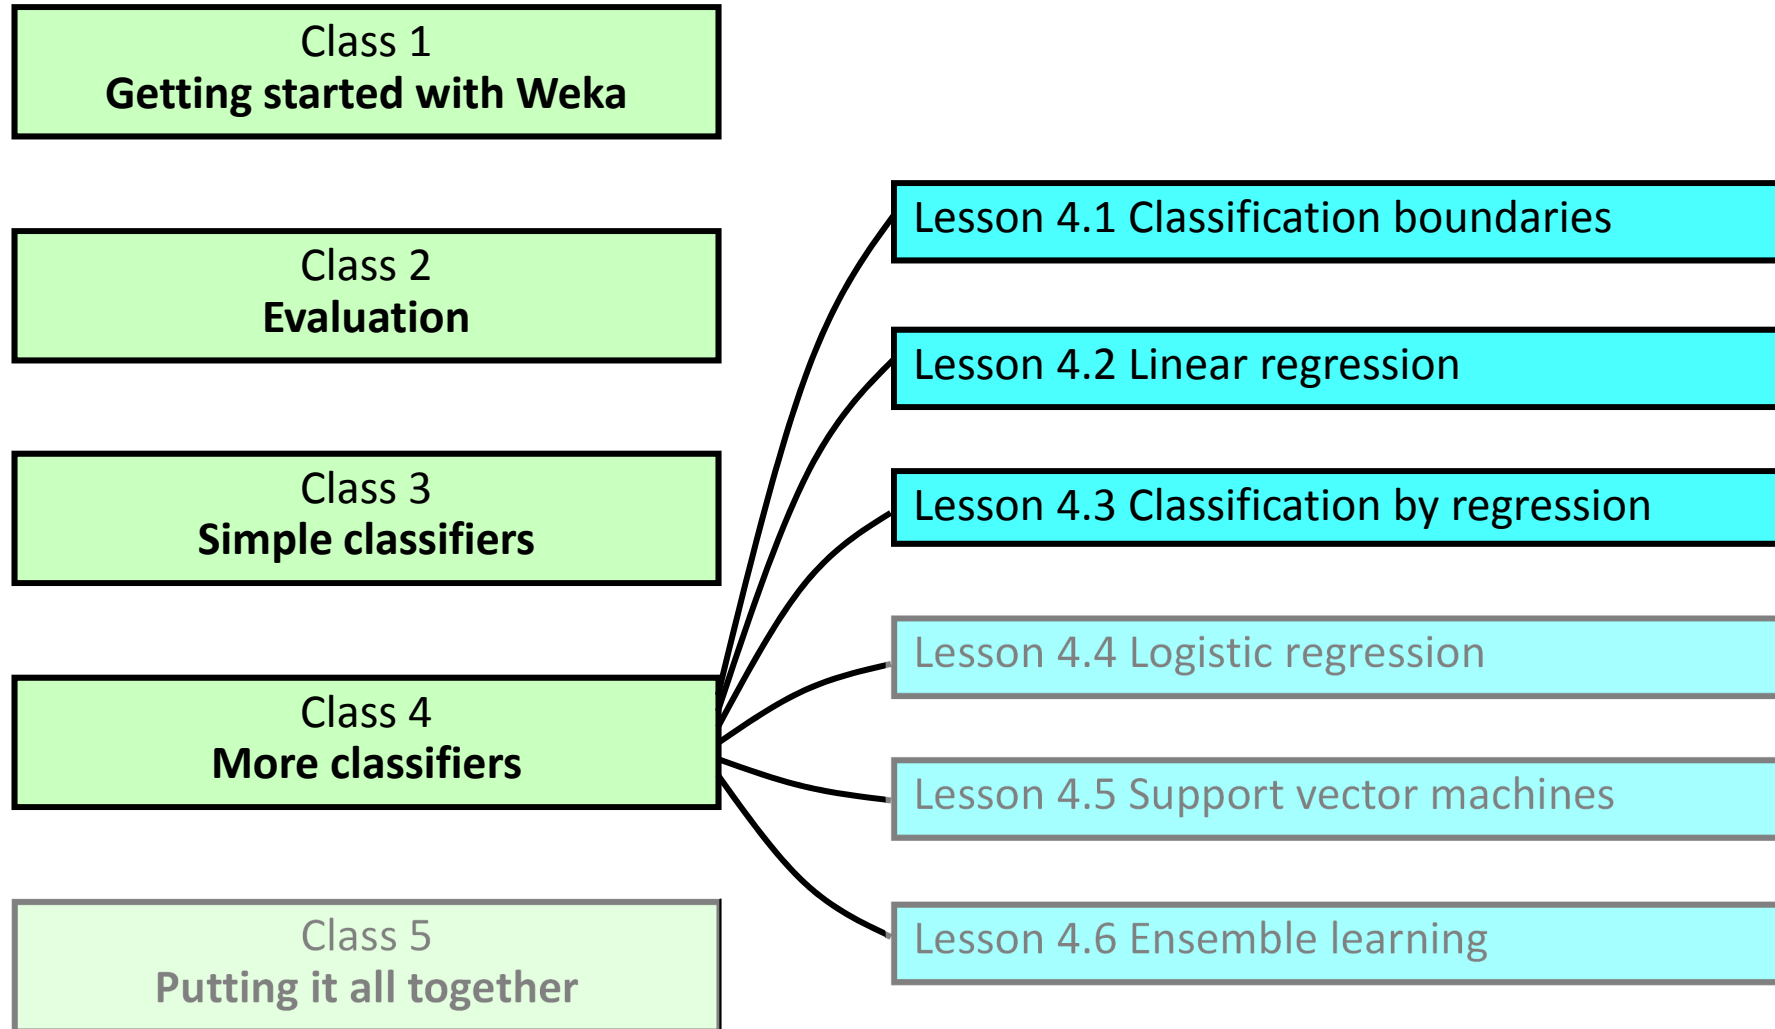 Class 1
Getting started with Weka
Class 2
Evaluation
Class 3
Simple classifiers
Class 4
More classifiers
Class 5
Putting it all together
Lesson 4.1 Classification boundaries
Lesson 4.2 Linear regression
Lesson 4.3 Classification by regression
Lesson 4.4 Logistic regression
Lesson 4.5 Support vector machines
Lesson 4.6 Ensemble learning